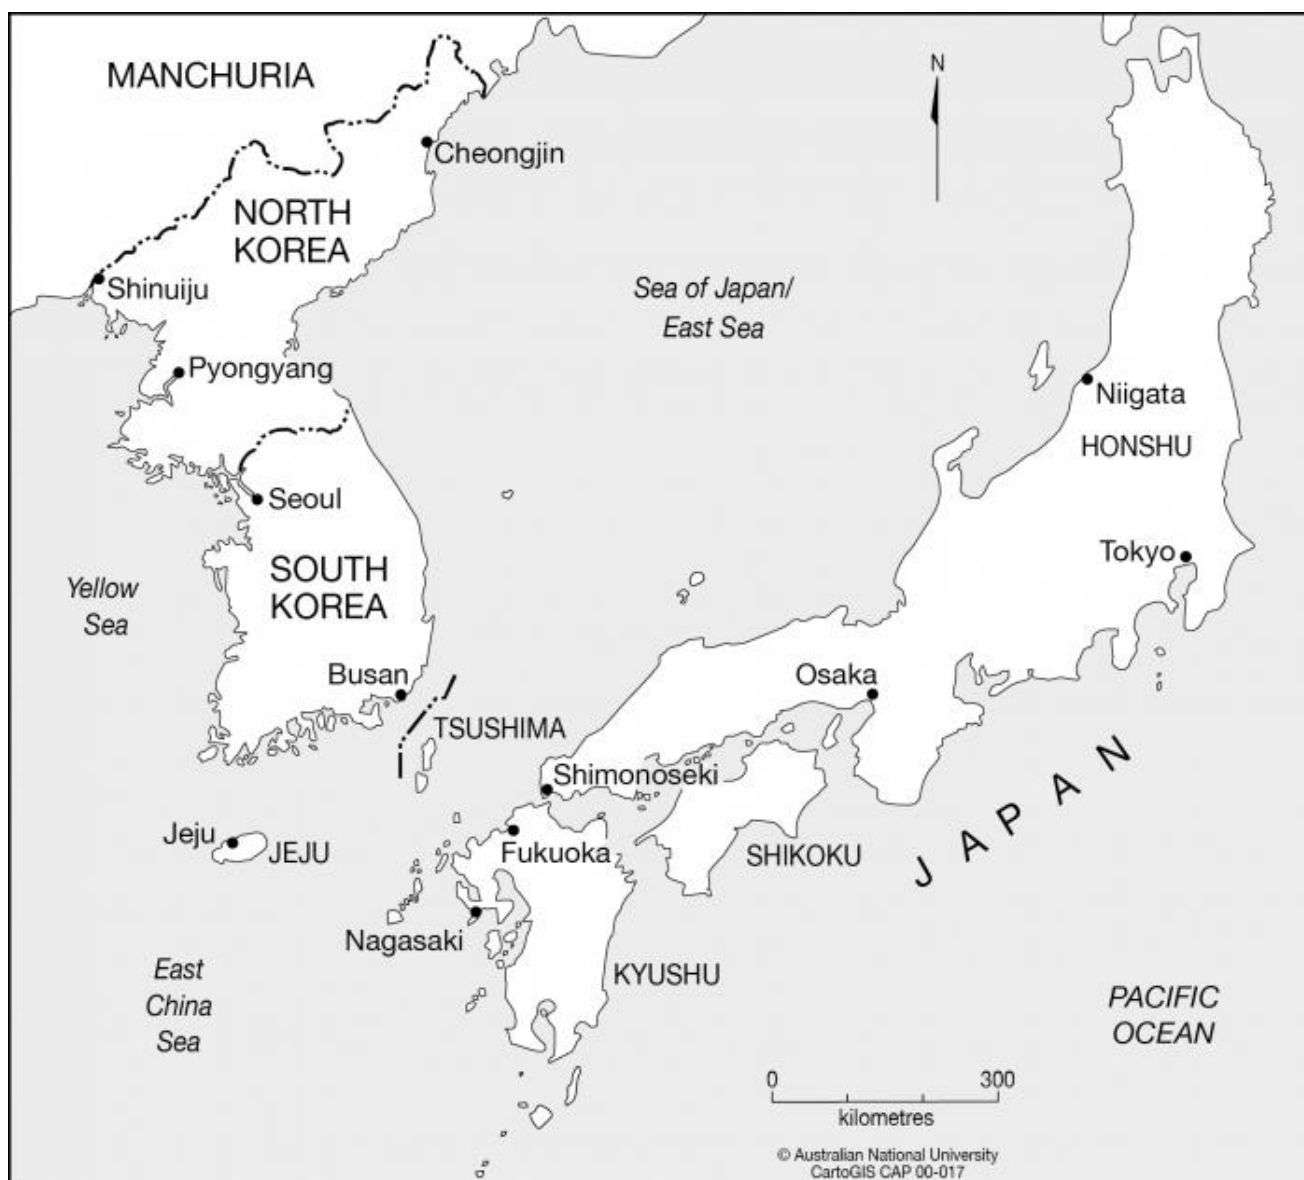 MANCHURIA
N
Cheongjin
NORTH
KOREA
Shinuiju
Sea of Japan/
East Sea
Pyongyang
Niigata
HONSHU
Seoul
Tokyo
SOUTH
KOREA
Yellow
Sea
Busan
Osaka
TSUSHIMA
Shimonoseki
JAPAN
Jeju
JEJU
Fukuoka
SHIKOKU
Nagasaki
KYUSHU
East
China
Sea
PACIFIC
OCEAN
0 300
kilometres
© Australian National University
CartoGIS CAP 00-017